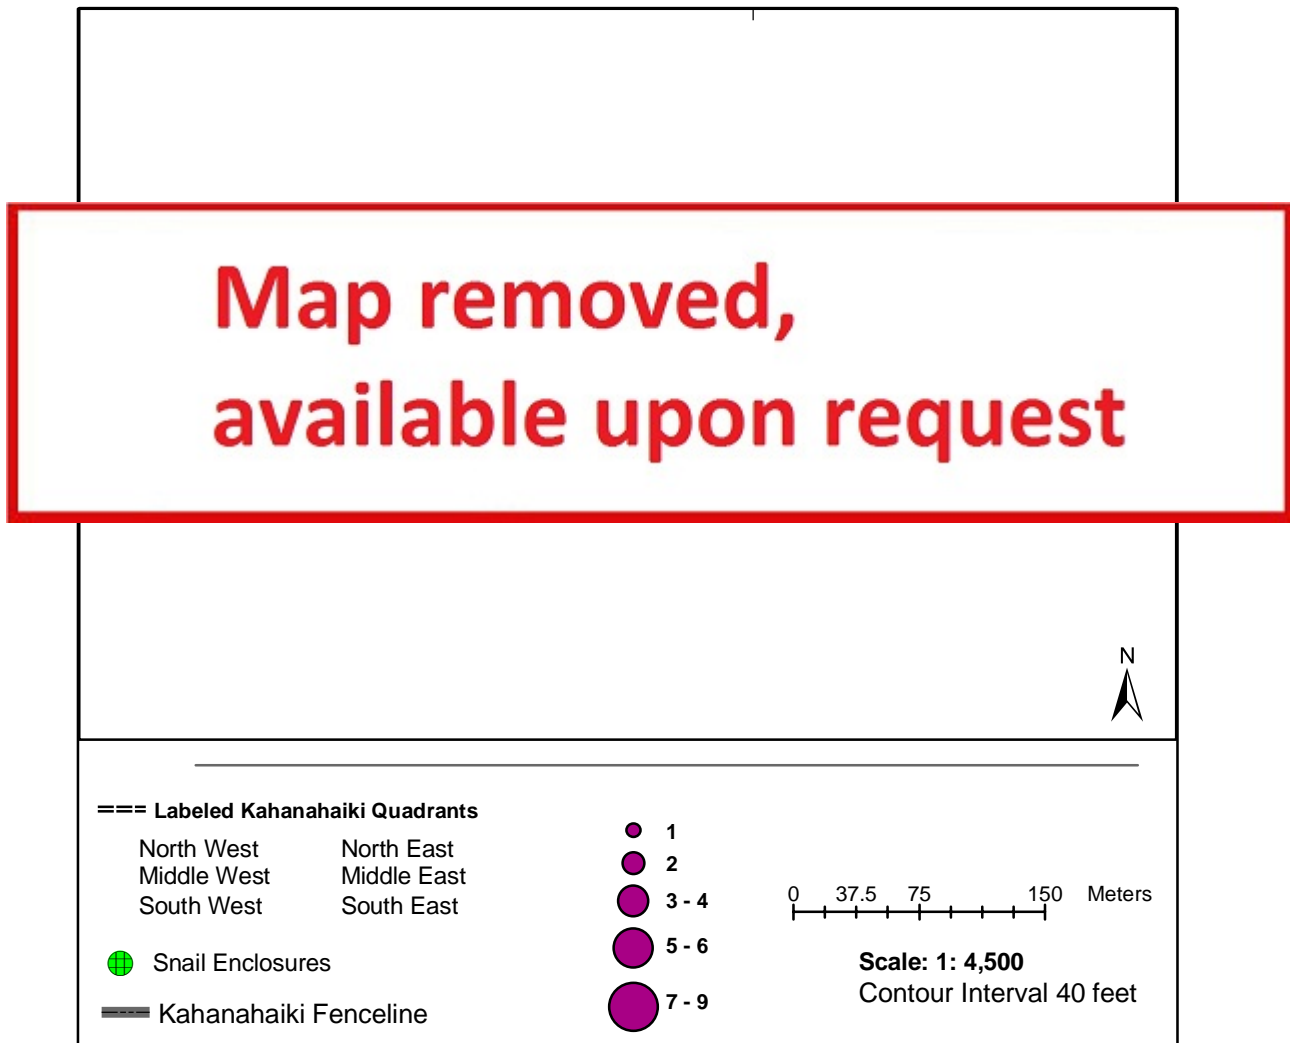 Map removed,
available upon request
N
Labeled Kahanahaiki Quadrants
North West North East
Middle West Middle East
South West South East
Snail Enclosures
Kahanahaiki Fenceline
1
2
3 - 4
5 - 6
7 - 9
0 37.5 75 150 Meters
Scale: 1: 4,500
Contour Interval 40 feet